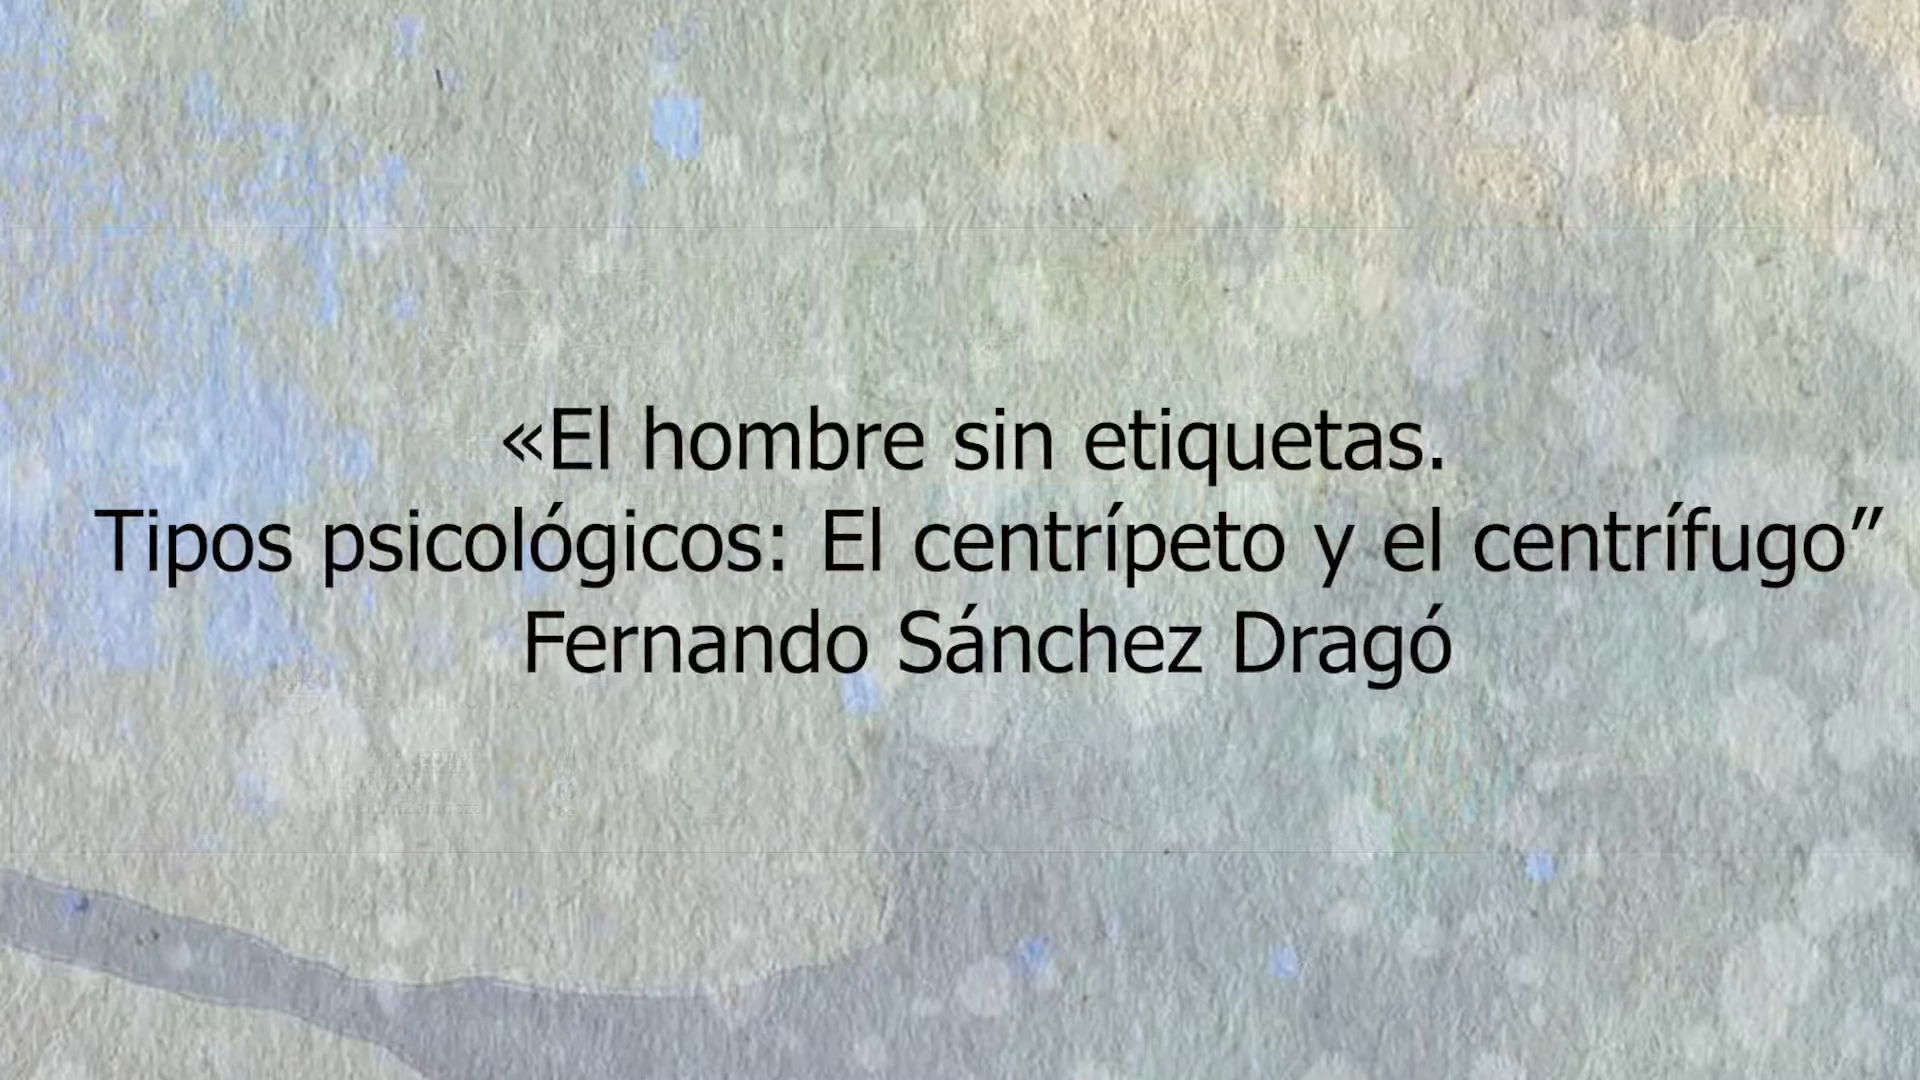 «El hombre sin etiquetas.
Tipos psicológicos: El centrípeto y el centrífugo”
Fernando Sánchez Dragó